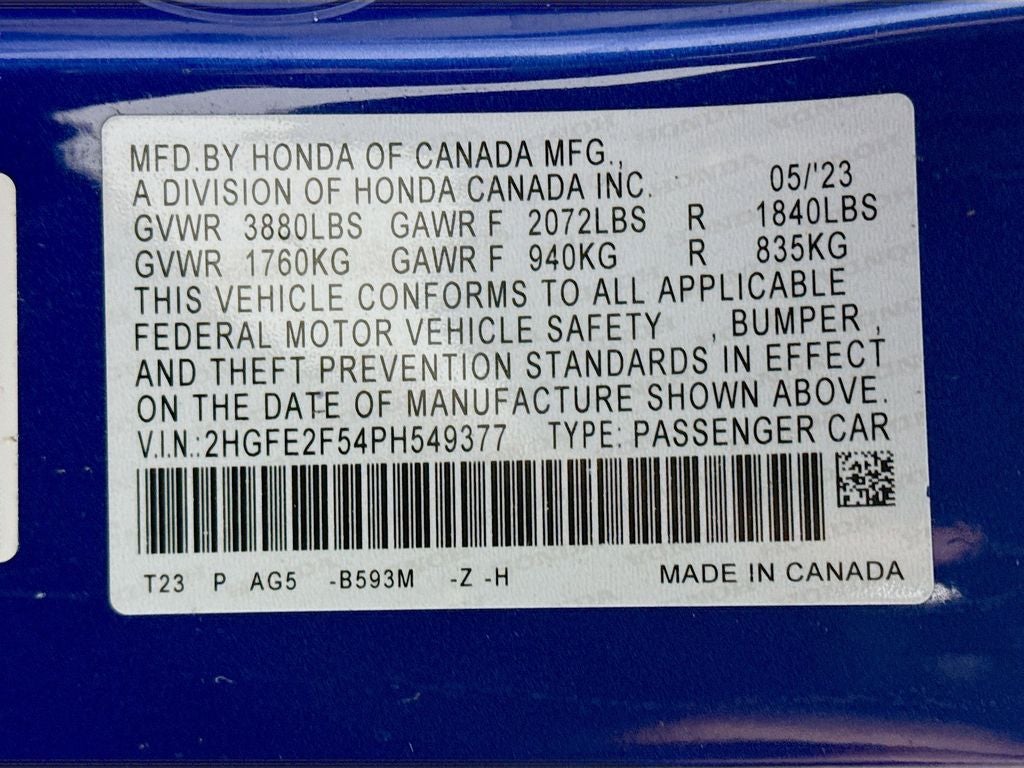 MFD.BY HONDA OF CANADA MFG.,
A DIVISION OF HONDA CANADA INC. 05/'23
GVWR 3880LBS GAWR F 2072LBS R 1840LBS
GVWR 1760KG GAWR F 940KG R 835KG
THIS VEHICLE CONFORMS TO ALL APPLICABLE
FEDERAL MOTOR VEHICLE SAFETY , BUMPER ,
AND THEFT PREVENTION STANDARDS IN EFFECT
ON THE DATE OF MANUFACTURE SHOWN ABOVE.
V.I.N.:2HGFE2F54PH549377 TYPE: PASSENGER CAR
T23 P AG5 -B593M -Z -H MADE IN CANADA